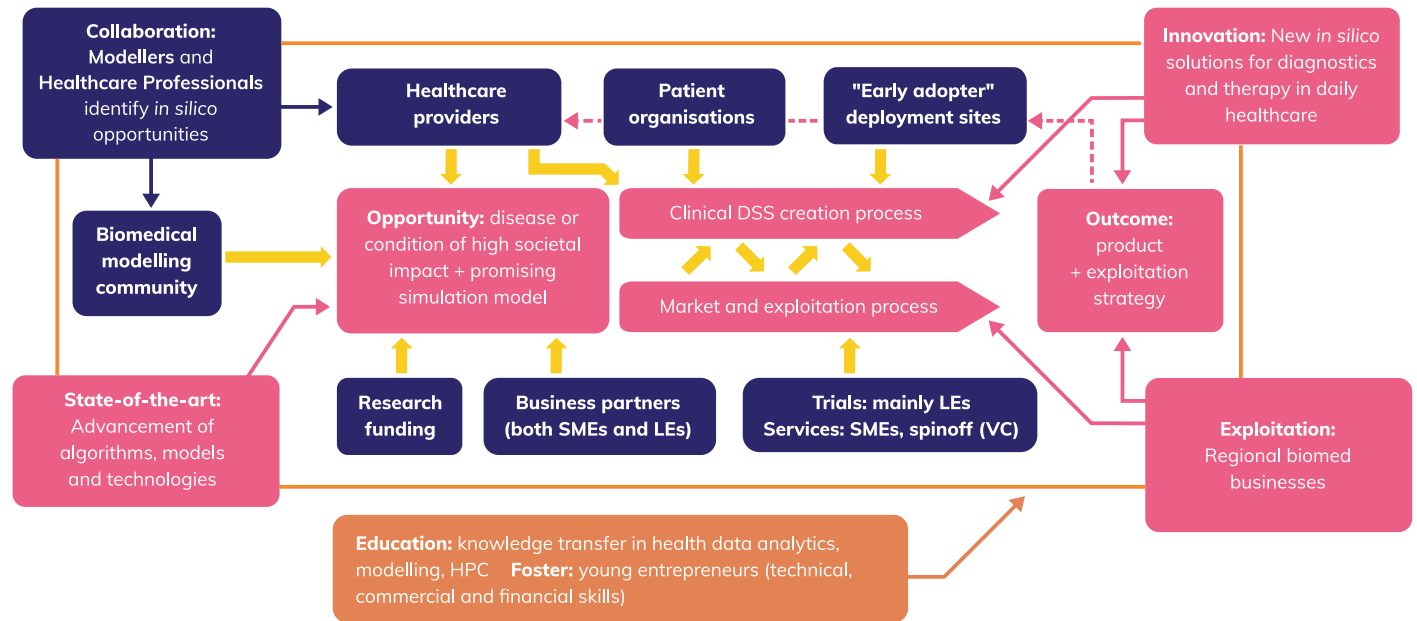 Collaboration:
Modellers and
Healthcare Professionals
identify in silico
opportunities
Healthcare
providers
Patient
organisations
"Early adopter"
deployment sites
Innovation: New in silico
solutions for diagnostics
and therapy in daily
healthcare
Biomedical
modelling
community
Opportunity: disease or
condition of high societal
impact + promising
simulation model
Clinical DSS creation process
Market and exploitation process
Outcome:
product
+ exploitation
strategy
State-of-the-art:
Advancement of
algorithms, models
and technologies
Research
funding
Business partners
(both SMEs and LEs)
Trials: mainly LEs
Services: SMEs, spinoff (VC)
Exploitation:
Regional biomed
businesses
Education: knowledge transfer in health data analytics,
modelling, HPC Foster: young entrepreneurs (technical,
commercial and financial skills)